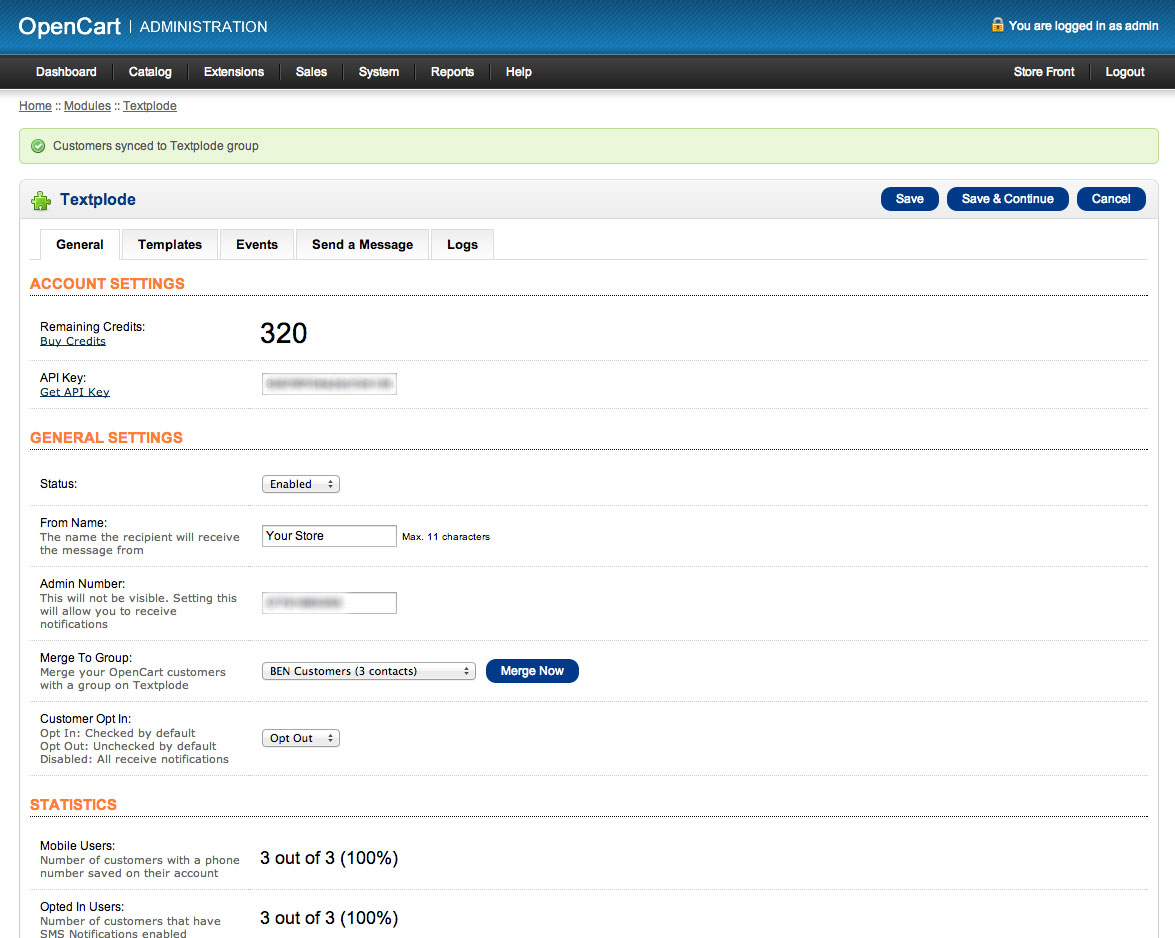 OpenCart | ADMINISTRATION
You are logged in as admin
Dashboard Catalog Extensions Sales System Reports Help Store Front Logout
Home :: Modules :: Textplode
Customers synced to Textplode group
Textplode
Save Save & Continue Cancel
General Templates Events Send a Message Logs
ACCOUNT SETTINGS
Remaining Credits:
Buy Credits
320
API Key:
Get API Key
GENERAL SETTINGS
Status:
Enabled
From Name:
The name the recipient will receive
the message from
Your Store
Max. 11 characters
Admin Number:
This will not be visible. Setting this
will allow you to receive
notifications
Merge To Group:
Merge your OpenCart customers
with a group on Textplode
BEN Customers (3 contacts)
Merge Now
Customer Opt In:
Opt In: Checked by default
Opt Out: Unchecked by default
Disabled: All receive notifications
Opt Out
STATISTICS
Mobile Users:
Number of customers with a phone
number saved on their account
3 out of 3 (100%)
Opted In Users:
Number of customers that have
SMS Notifications enabled
3 out of 3 (100%)